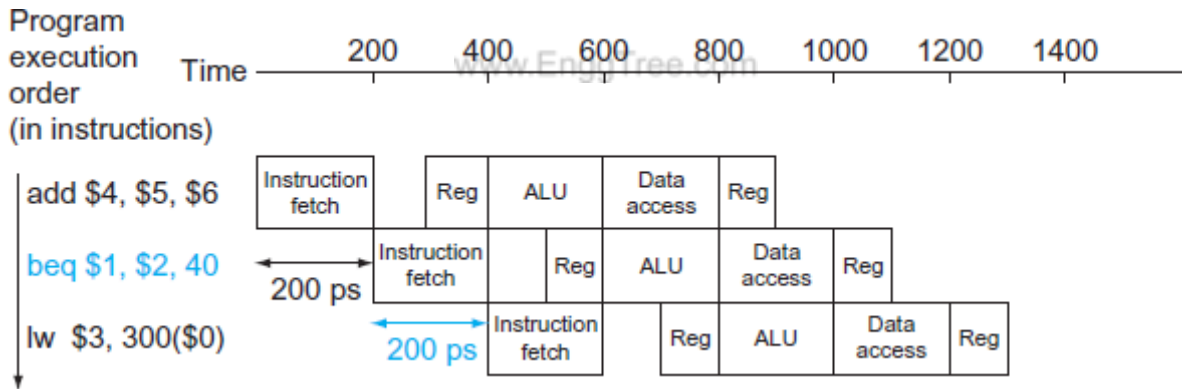 Program
execution
order
(in instructions)
Time
200 400 600 800 1000 1200 1400
www.EnggTree.com
add $4, $5, $6
Instruction
fetch
Reg
ALU
Data
access
Reg
beq $1, $2, 40
200 ps
Instruction
fetch
Reg
ALU
Data
access
Reg
lw $3, 300($0)
200 ps
Instruction
fetch
Reg
ALU
Data
access
Reg